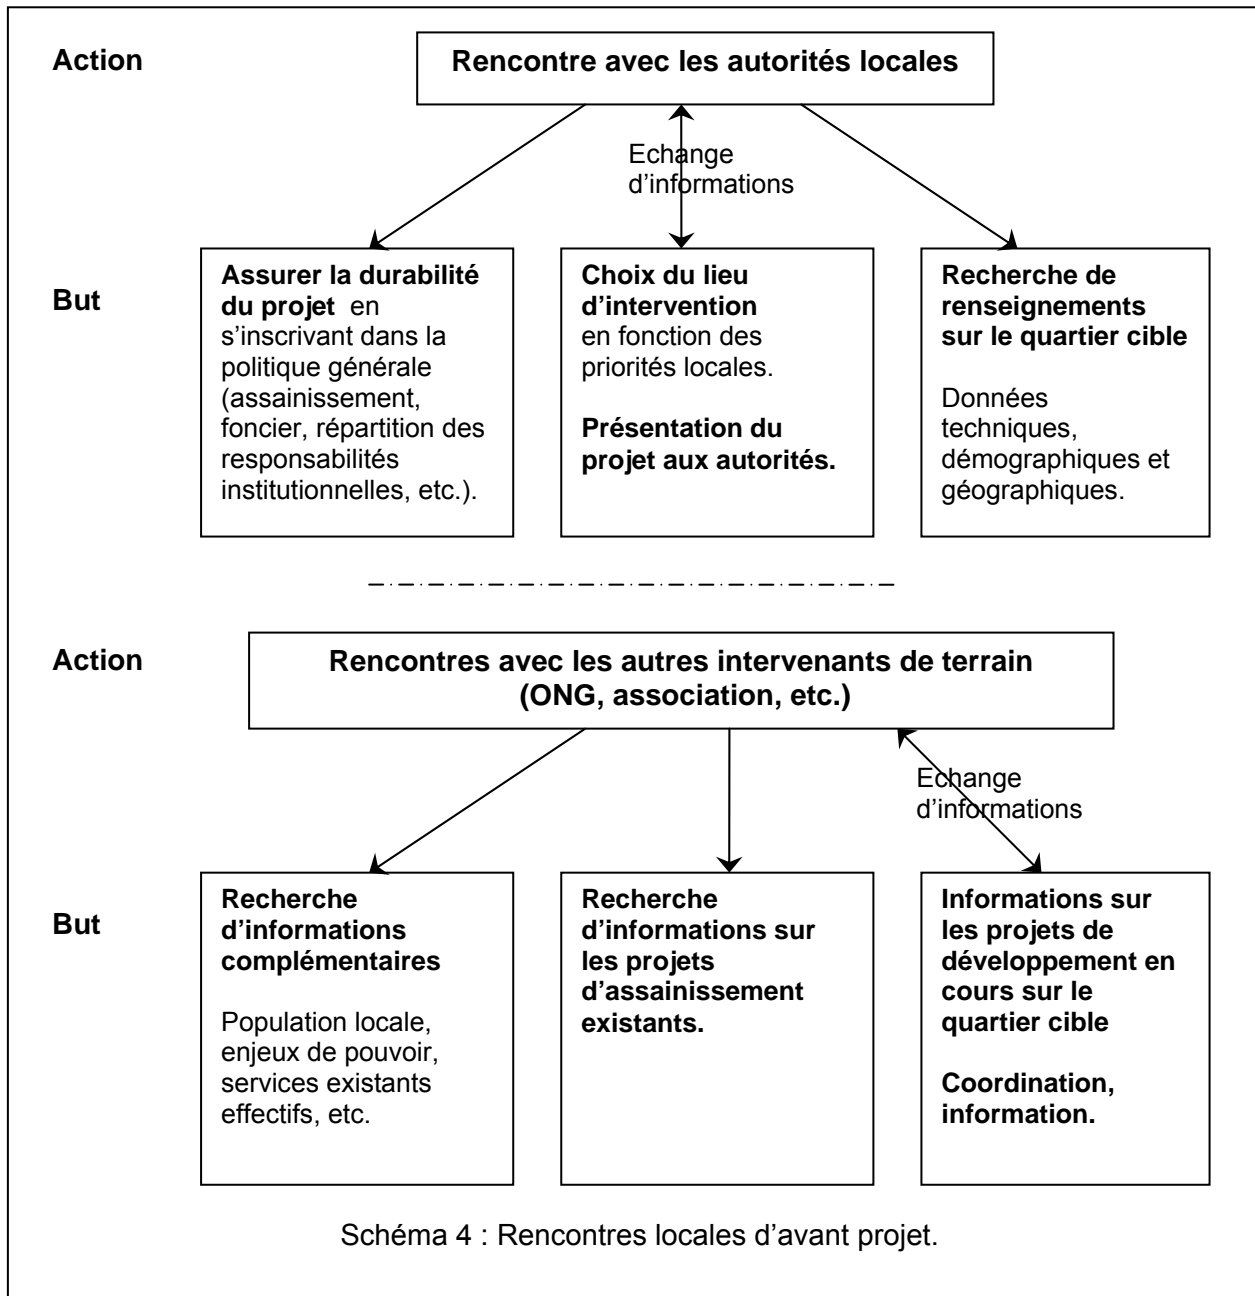 Action
Rencontre avec les autorités locales
Echange
d’informations
But
Assurer la durabilité
du projet en
s’inscrivant dans la
politique générale
(assainissement,
foncier, répartition des
responsabilités
institutionnelles, etc.).
Choix du lieu
d’intervention
en fonction des
priorités locales.
Présentation du
projet aux autorités.
Recherche de
renseignements
sur le quartier cible
Données
techniques,
démographiques et
géographiques.
Action
Rencontres avec les autres intervenants de terrain
(ONG, association, etc.)
Echange
d’informations
But
Recherche
d’informations
complémentaires
Population locale,
enjeux de pouvoir,
services existants
effectifs, etc.
Recherche
d’informations sur
les projets
d’assainissement
existants.
Informations sur
les projets de
développement en
cours sur le
quartier cible
Coordination,
information.
Schéma 4 : Rencontres locales d’avant projet.